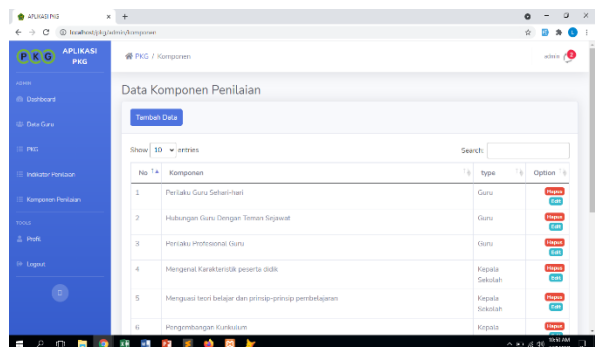 APLIKASI PKG
localhost/pkg/admin/komponen
PKG
APLIKASI
PKG
PKG / Komponen
admin
2
ADMIN
Dashboard
Data Guru
PKG
Indikator Penilaian
Komponen Penilaian
TOOLS
Profil
Logout
Data Komponen Penilaian
Tambah Data
Show 10 entries
Search:
No Komponen type Option
1 Perilaku Guru Sehari-hari Guru Hapus
Edit
2 Hubungan Guru Dengan Teman Sejawat Guru Hapus
Edit
3 Perilaku Profesional Guru Guru Hapus
Edit
4 Mengenal Karakteristik peserta didik Kepala Hapus
Sekolah Edit
5 Menguasi teori belajar dan prinsip-prinsip pembelajaran Kepala Hapus
Sekolah Edit
6 Pengembangan Kurikulum Kepala Hapus
10:51 AM